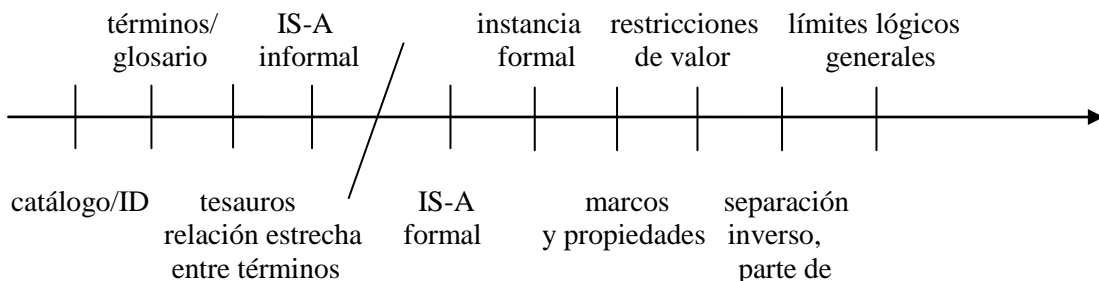 términos/ IS-A instancia restricciones límites lógicos
glosario informal formal de valor generales
catálogo/ID tesauros IS-A marcos separación
relación estrecha formal y propiedades inverso,
entre términos parte de